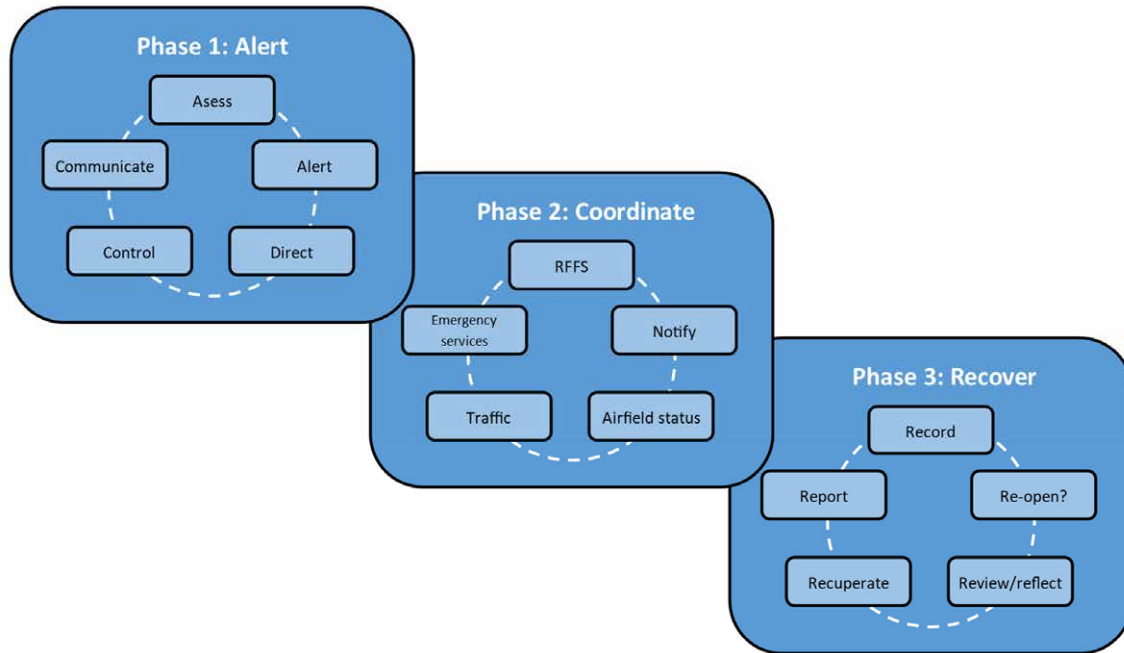 Phase 1: Alert
Asess
Communicate
Alert
Control
Direct
Phase 2: Coordinate
RFFS
Emergency
services
Notify
Traffic
Airfield status
Phase 3: Recover
Record
Report
Re-open?
Recuperate
Review/reflect